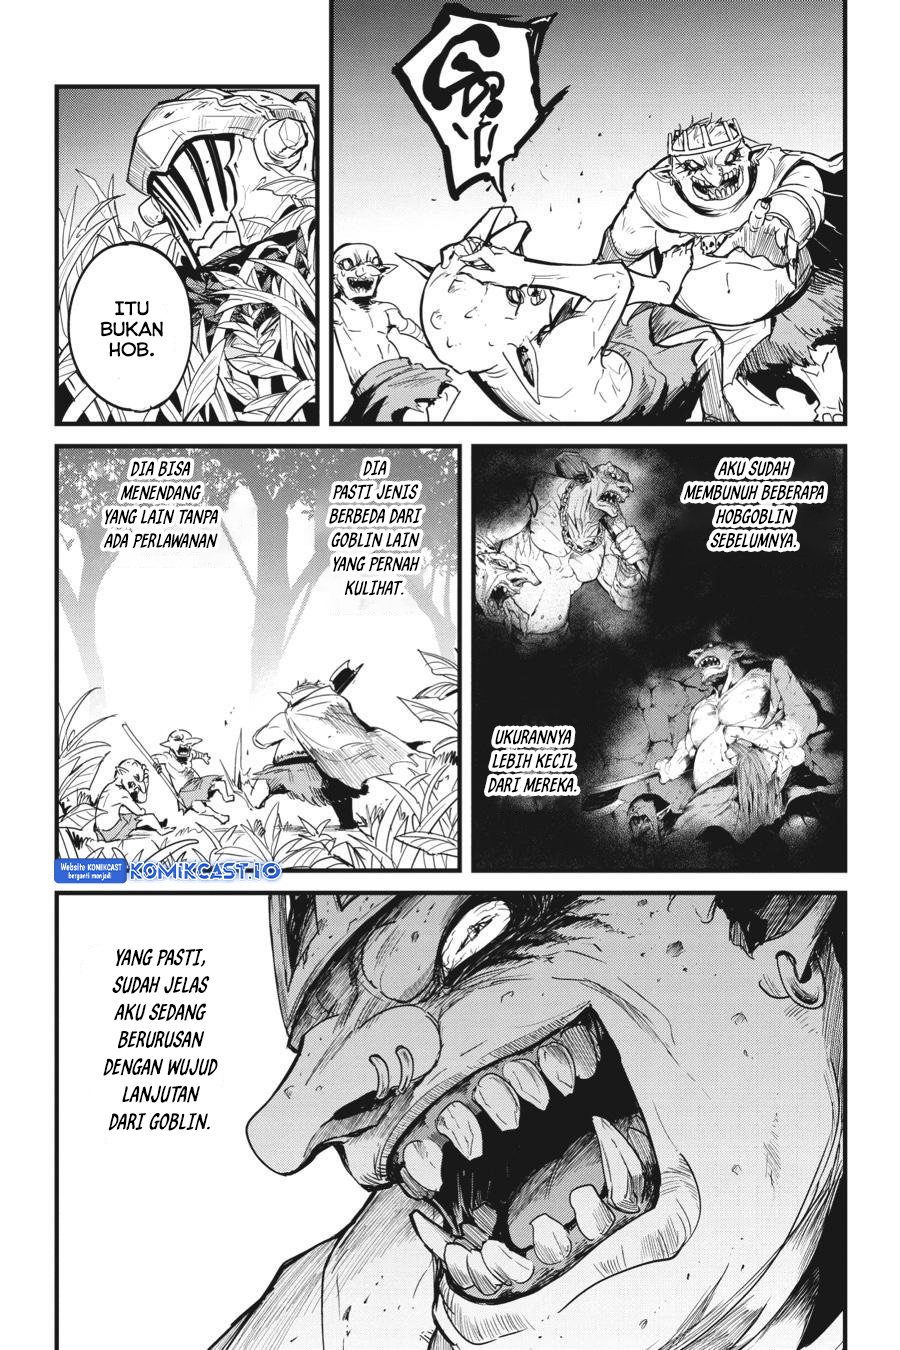 ITU
BUKAN
HOB.
AKU SUDAH
MEMBUNUH BEBERAPA
HOBGOBLIN
SEBELUMNYA.
UKURANNYA
LEBIH KECIL
DARI MEREKA.
DIA
PASTI JENIS
BERBEDA DARI
GOBLIN LAIN
YANG PERNAH
KULIHAT.
DIA BISA
MENENDANG
YANG LAIN TANPA
ADA PERLAWANAN
Website KOMIKCAST
berganti menjadi
KOMIKCAST.IO
YANG PASTI,
SUDAH JELAS
AKU SEDANG
BERURUSAN
DENGAN WUJUD
LANJUTAN
DARI GOBLIN.